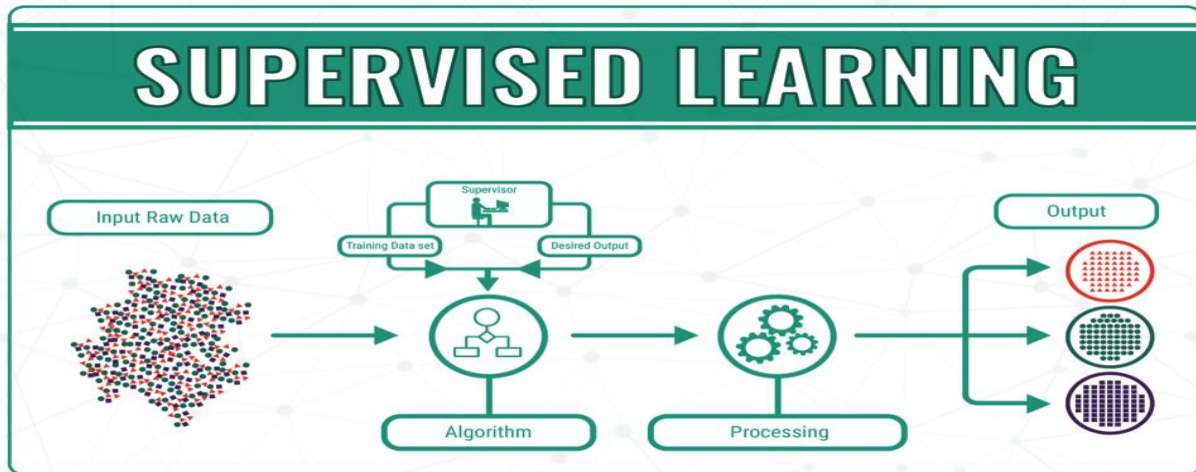 SUPERVISED LEARNING
Input Raw Data
Supervisor
Training Data set
Desired Output
Algorithm
Processing
Output